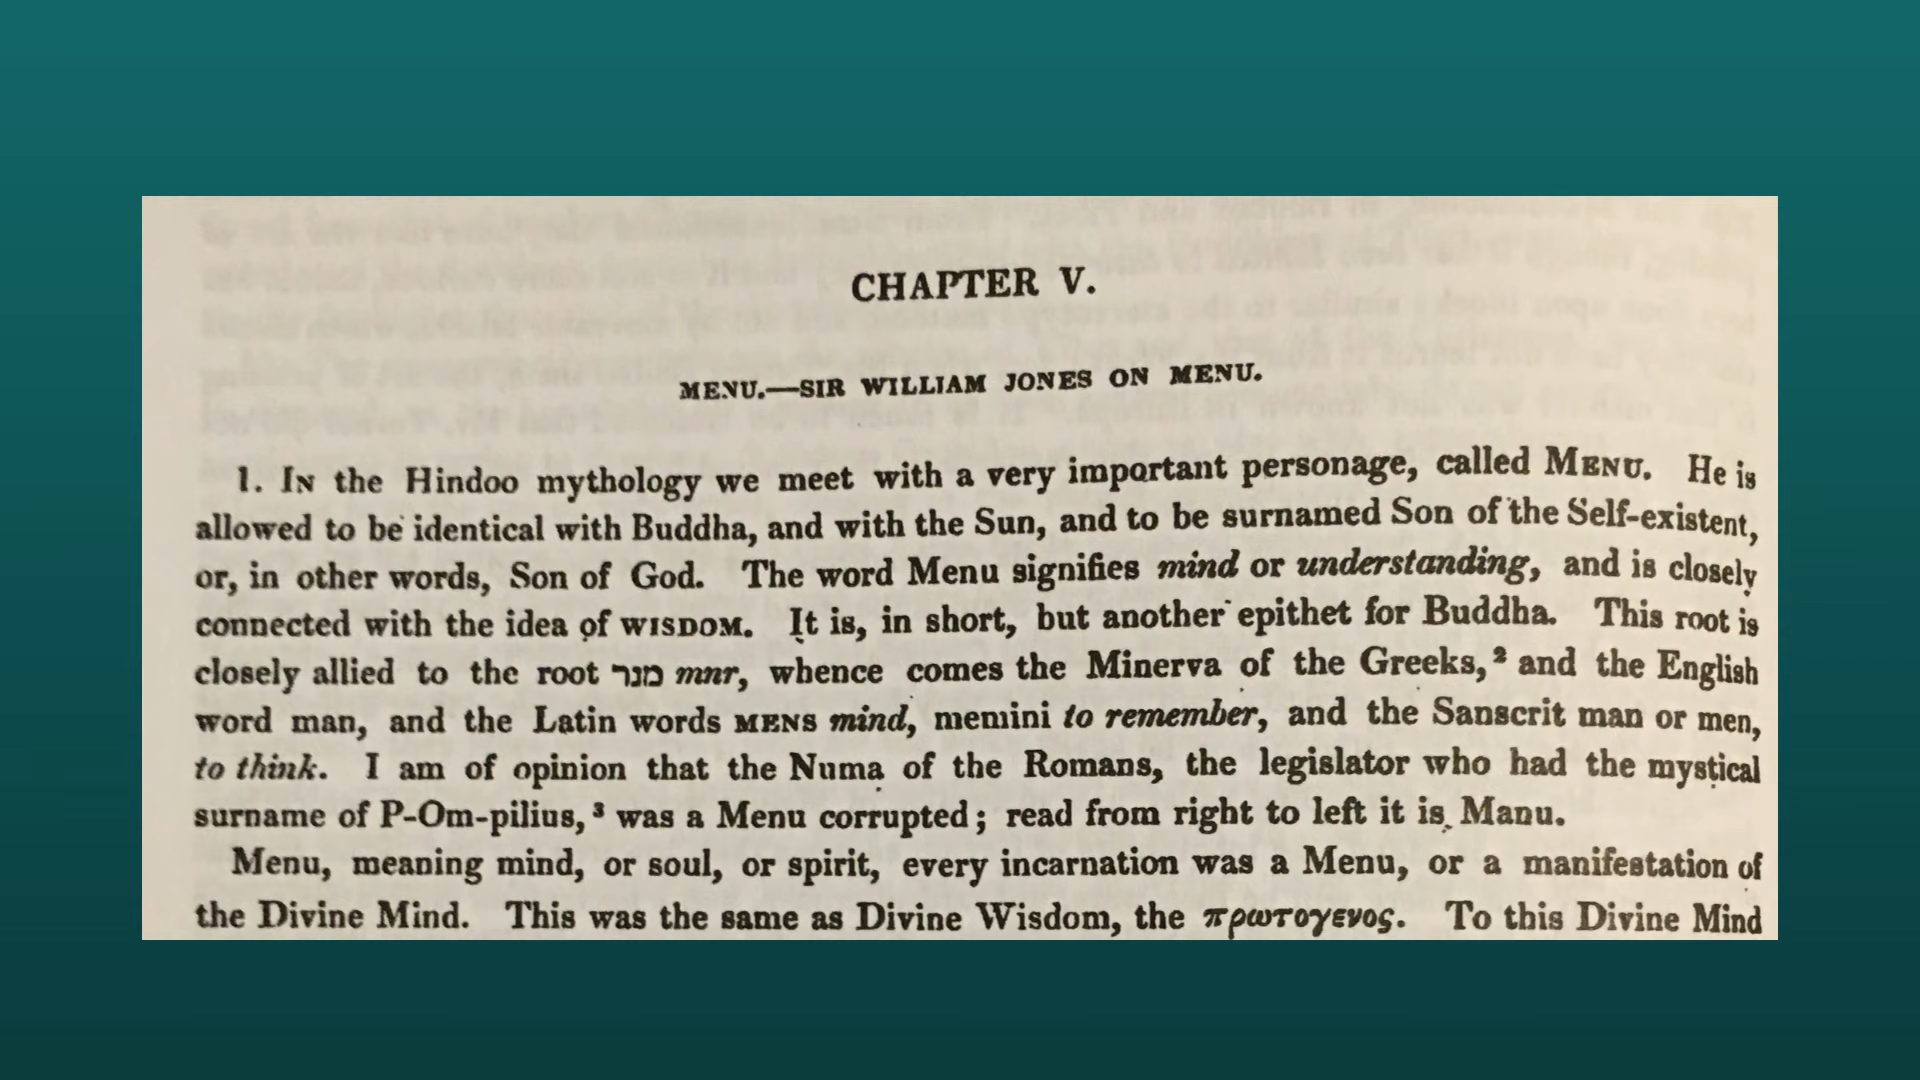 CHAPTER V.
MENU.—SIR WILLIAM JONES ON MENU.
1. IN the Hindoo mythology we meet with a very important personage, called MENU. He is
allowed to be identical with Buddha, and with the Sun, and to be surnamed Son of the Self-existent,
or, in other words, Son of God. The word Menu signifies mind or understanding, and is closely
connected with the idea of WISDOM. It is, in short, but another epithet for Buddha. This root is
closely allied to the root מנר mnr, whence comes the Minerva of the Greeks,² and the English
word man, and the Latin words MENS mind, memini to remember, and the Sanscrit man or men,
to think. I am of opinion that the Numa of the Romans, the legislator who had the mystical
surname of P-Om-pilius,³ was a Menu corrupted; read from right to left it is Manu.
Menu, meaning mind, or soul, or spirit, every incarnation was a Menu, or a manifestation of
the Divine Mind. This was the same as Divine Wisdom, the πρωτογενος. To this Divine Mind